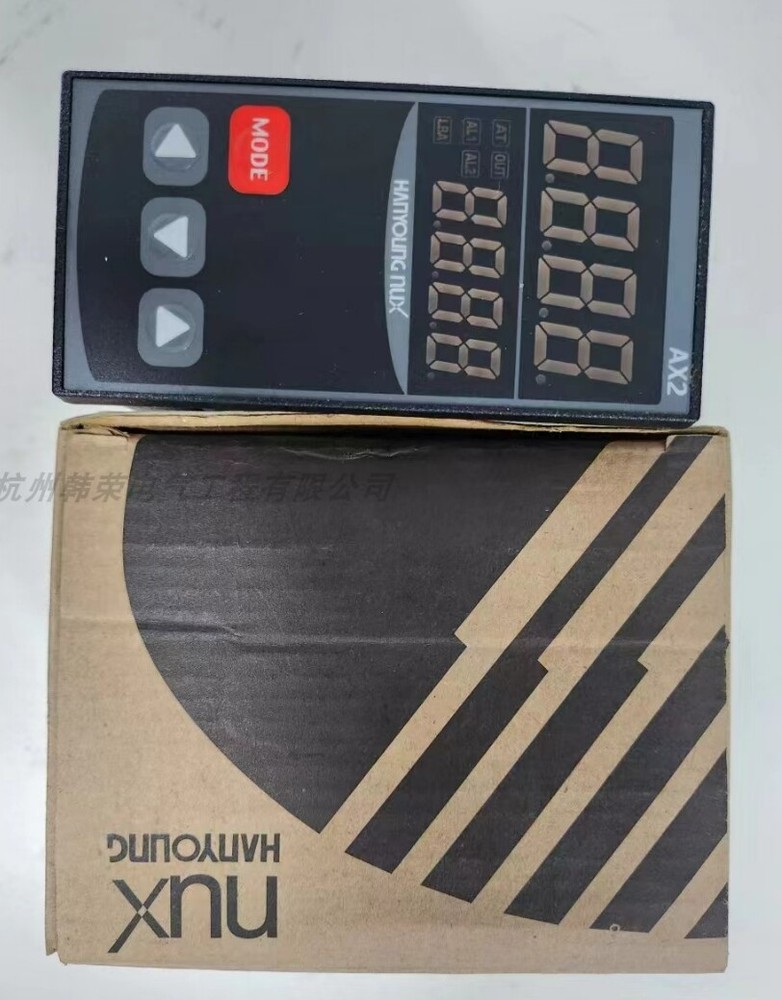 AX2
8.8.8.8.
8.8.8.8.
AT
OUT
AL1
AL2
LBA
HANYOUNG nux
MODE
杭州韩荣电气工程有限公司
HANYOUNG
nux